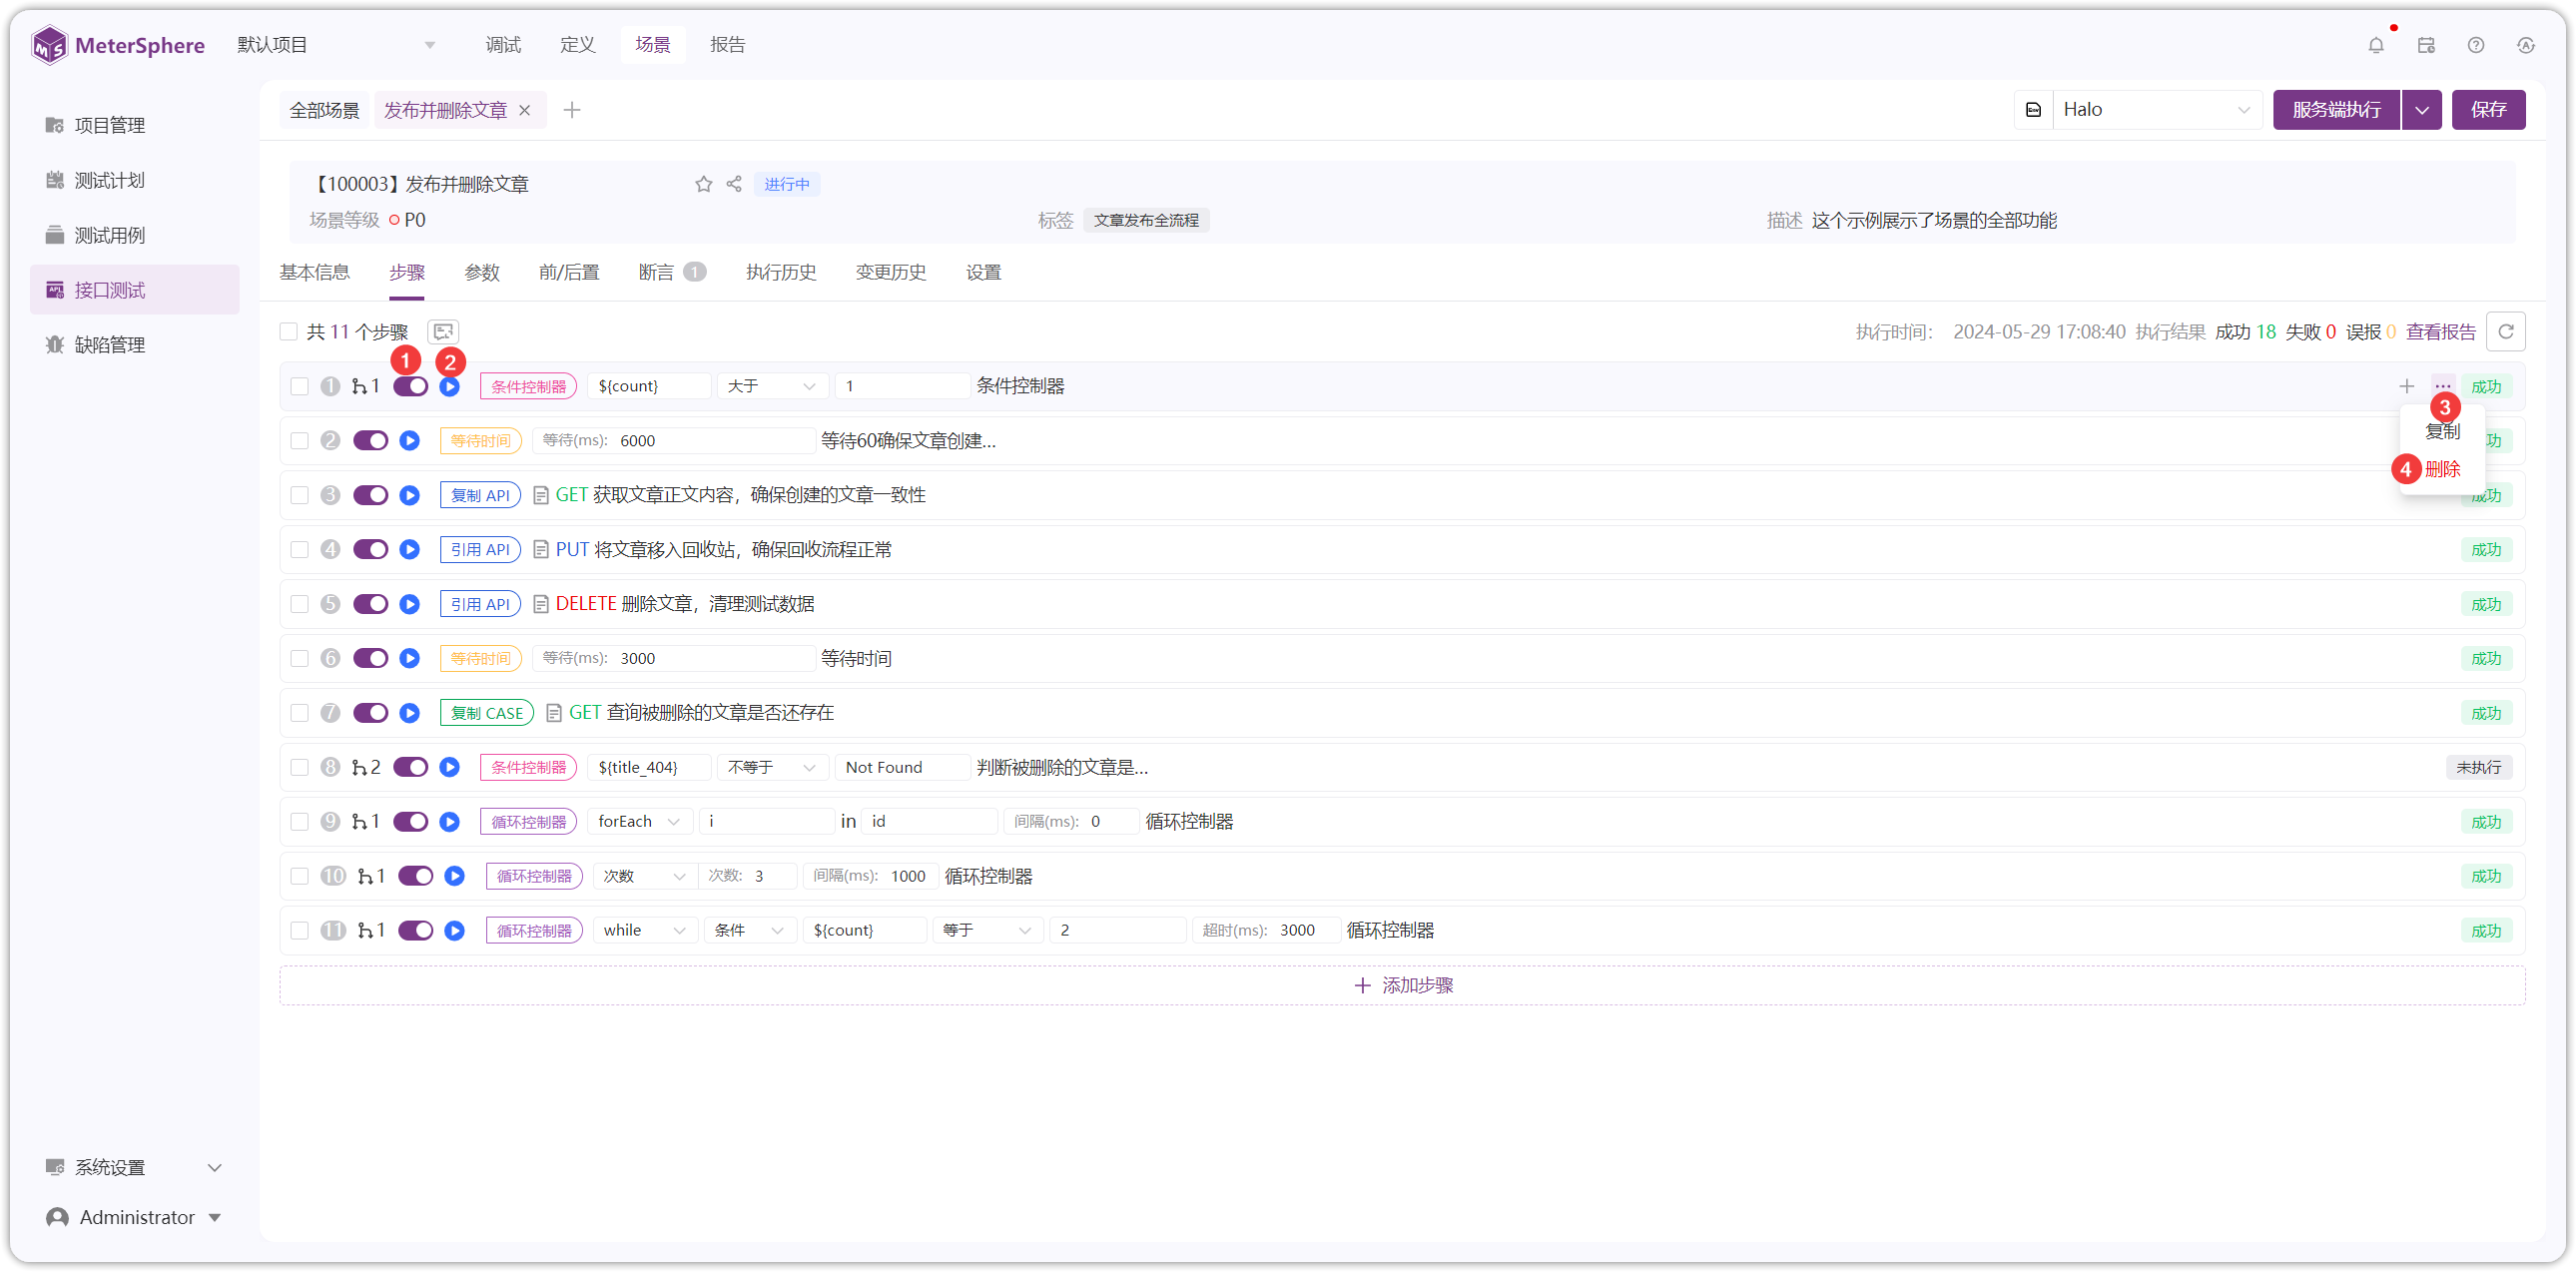 MeterSphere 默认项目 调试 定义 场景 报告
项目管理
测试计划
测试用例
接口测试
缺陷管理
系统设置
Administrator
全部场景 发布并删除文章 Halo 服务端执行 保存
【100003】发布并删除文章 进行中
场景等级 P0 标签 文章发布全流程 描述 这个示例展示了场景的全部功能
基本信息 步骤 参数 前/后置 断言 1 执行历史 变更历史 设置
共 11 个步骤 执行时间： 2024-05-29 17:08:40 执行结果 成功 18 失败 0 误报 0 查看报告
1 2
1 1 条件控制器 ${count} 大于 1 条件控制器 ... 成功
3
复制
4 删除
2 等待时间 等待(ms): 6000 等待60确保文章创建... 功
3 复制 API GET 获取文章正文内容，确保创建的文章一致性 成功
4 引用 API PUT 将文章移入回收站，确保回收流程正常 成功
5 引用 API DELETE 删除文章，清理测试数据 成功
6 等待时间 等待(ms): 3000 等待时间 成功
7 复制 CASE GET 查询被删除的文章是否还存在 成功
8 2 条件控制器 ${title_404} 不等于 Not Found 判断被删除的文章是... 未执行
9 1 循环控制器 forEach i in id 间隔(ms): 0 循环控制器 成功
10 1 循环控制器 次数 次数: 3 间隔(ms): 1000 循环控制器 成功
11 1 循环控制器 while 条件 ${count} 等于 2 超时(ms): 3000 循环控制器 成功
添加步骤